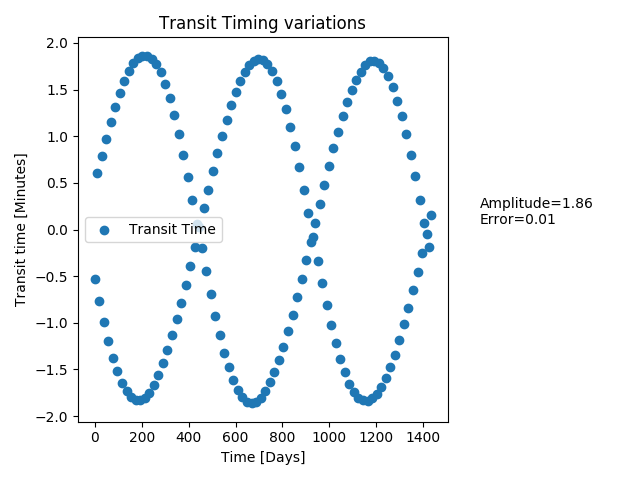 Transit Timing variations
Transit time [Minutes]
2.0
1.5
1.0
0.5
0.0
−0.5
−1.0
−1.5
−2.0
Transit Time
Amplitude=1.86
Error=0.01
0 200 400 600 800 1000 1200 1400
Time [Days]